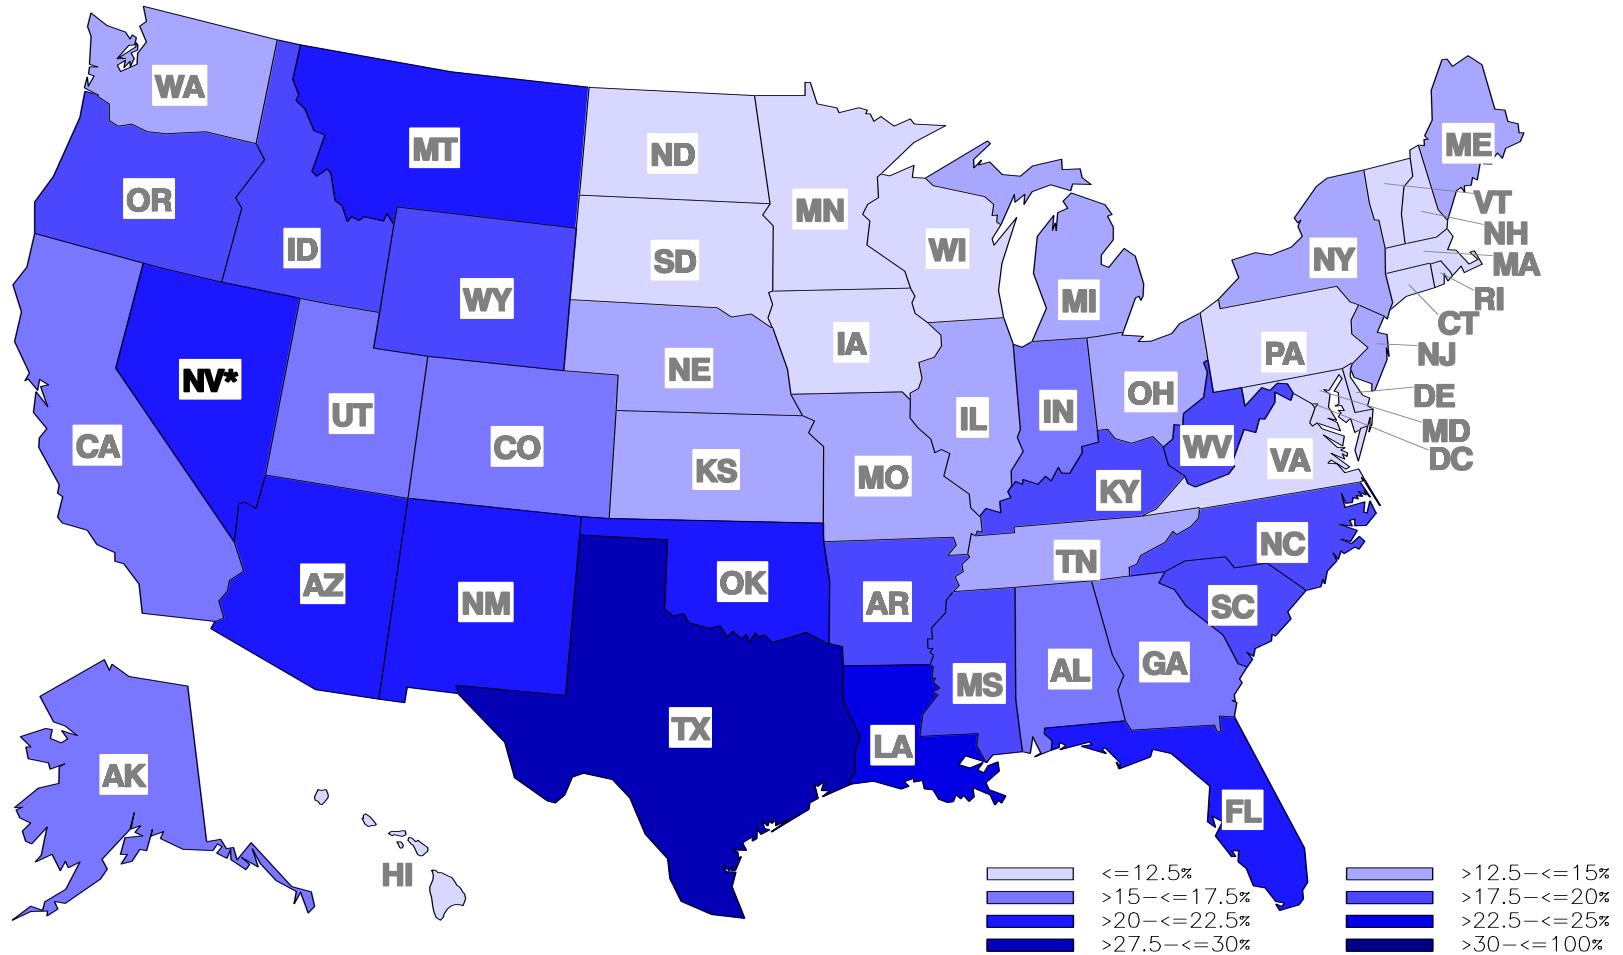 WA
MT
ND
ME
OR
MN
VT
ID
SD
WI
NY
NH
MA
WY
MI
RI
IA
CT
NV*
NE
PA
NJ
UT
OH
DE
CA
CO
KS
IL
IN
MD
MO
WV
VA
DC
KY
AZ
NM
OK
AR
TN
NC
SC
MS
AL
GA
TX
LA
AK
FL
HI
<=12.5% >12.5-<=15%
>15-<=17.5% >17.5-<=20%
>20-<=22.5% >22.5-<=25%
>27.5-<=30% >30-<=100%